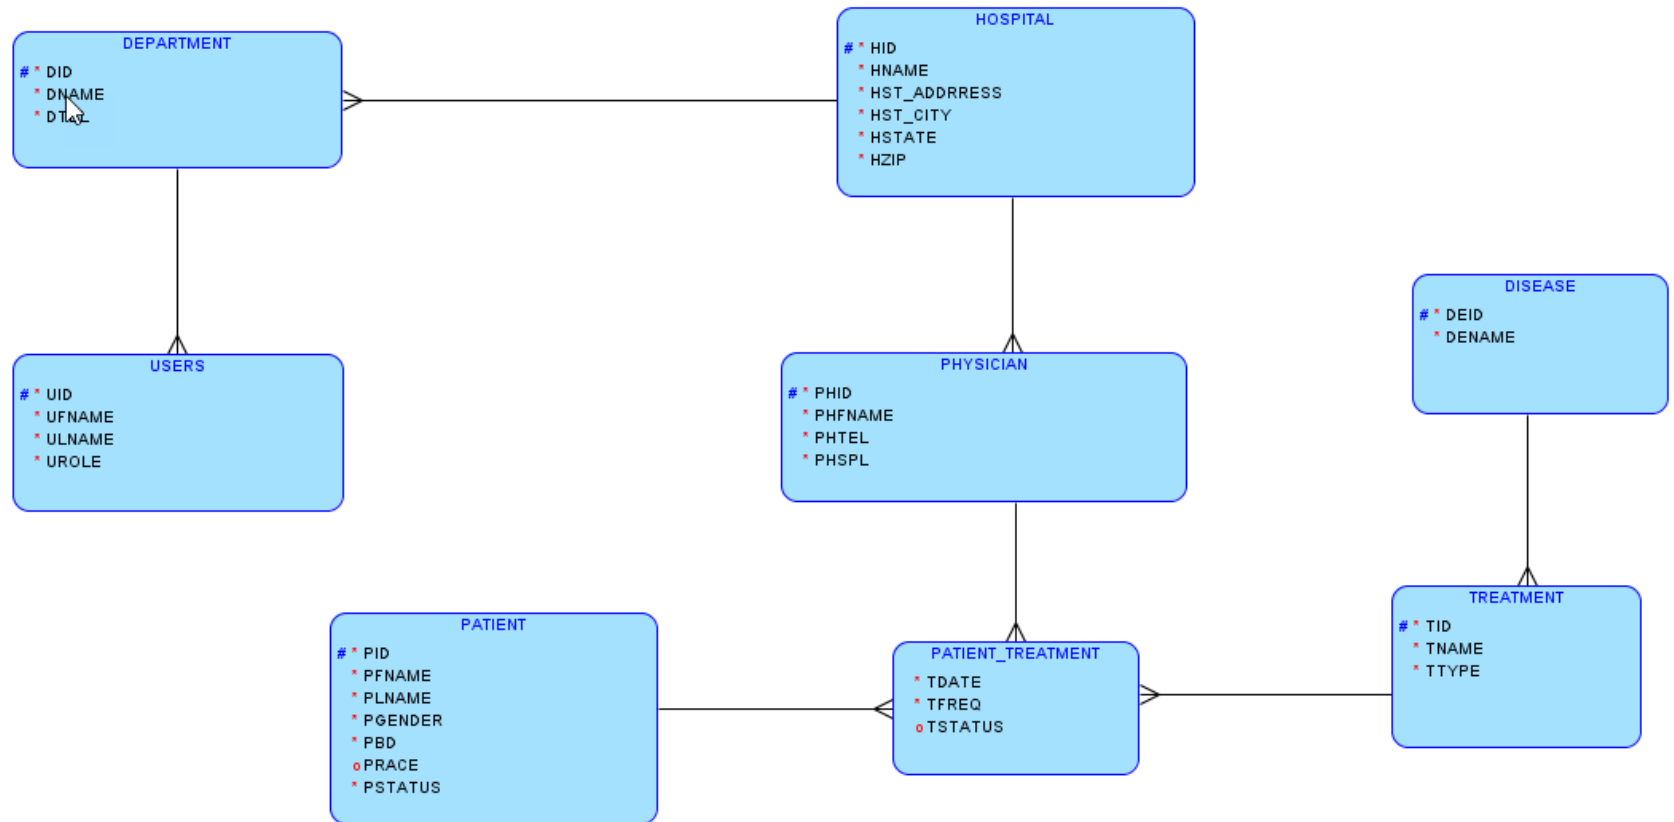 DEPARTMENT
# * DID
* DNAME
*
HOSPITAL
# * HID
* HNAME
* HST_ADDRRESS
* HST_CITY
* HSTATE
* HZIP
USERS
# * UID
* UFNAME
* ULNAME
* UROLE
PHYSICIAN
# * PHID
* PHFNAME
* PHTEL
* PHSPL
DISEASE
# * DEID
* DENAME
PATIENT
# * PID
* PFNAME
* PLNAME
* PGENDER
* PBD
o PRACE
* PSTATUS
PATIENT_TREATMENT
* TDATE
* TFREQ
o TSTATUS
TREATMENT
# * TID
* TNAME
* TTYPE